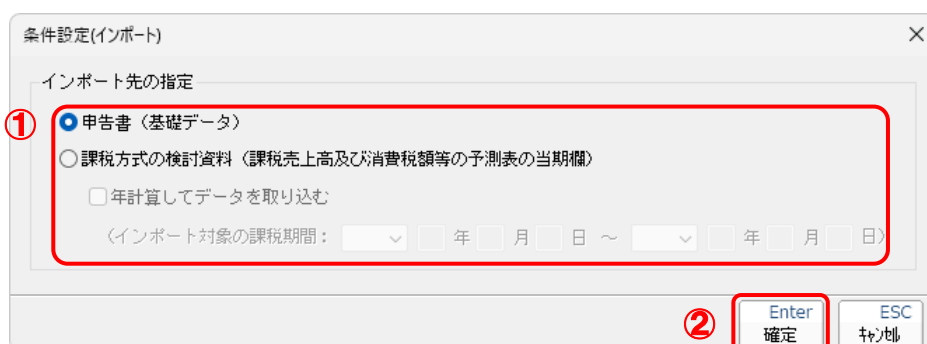 条件設定(インポート)
インポート先の指定
①
申告書（基礎データ）
課税方式の検討資料（課税売上高及び消費税額等の予測表の当期欄）
年計算してデータを取り込む
（インポート対象の課税期間： 年 月 日 ～ 年 月 日）
②
Enter
確定
ESC
ｷｬﾝｾﾙ